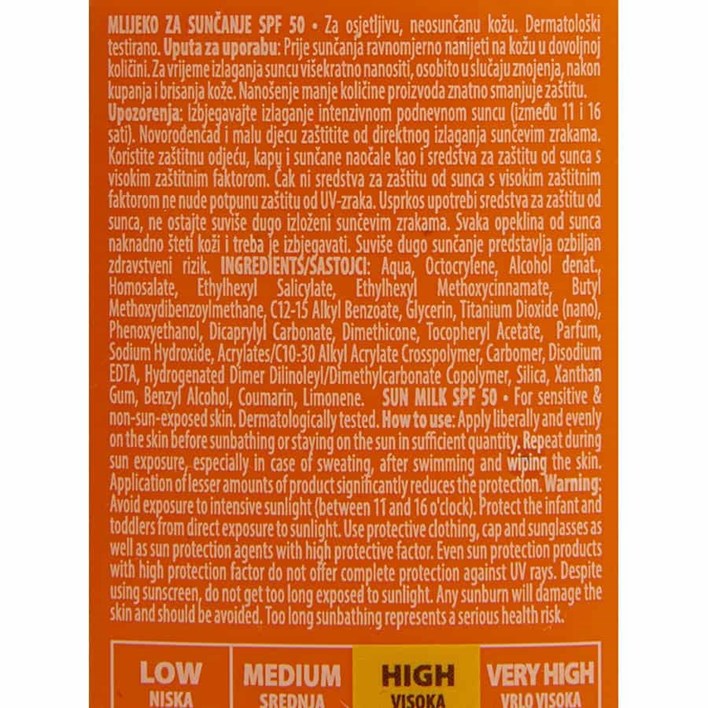 MLIJEKO ZA SUNČANJE SPF 50 • Za osjetljivu, neosunčanu kožu. Dermatološki
testirano. Uputa za uporabu: Prije sunčanja ravnomjerno nanijeti na kožu u dovoljnoj
količini. Za vrijeme izlaganja suncu višekratno nanositi, osobito u slučaju znojenja, nakon
kupanja i brisanja kože. Nanošenje manje količine proizvoda znatno smanjuje zaštitu.
Upozorenja: Izbjegavajte izlaganje intenzivnom podnevnom suncu (između 11 i 16
sati). Novorođenčad i malu djecu zaštitite od direktnog izlaganja sunčevim zrakama.
Koristite zaštitnu odjeću, kapu i sunčane naočale kao i sredstva za zaštitu od sunca s
visokim zaštitnim faktorom. Čak ni sredstva za zaštitu od sunca s visokim zaštitnim
faktorom ne nude potpunu zaštitu od UV-zraka. Usprkos upotrebi sredstva za zaštitu od
sunca, ne ostajte suviše dugo izloženi sunčevim zrakama. Svaka opeklina od sunca
naknadno šteti koži i treba je izbjegavati. Suviše dugo sunčanje predstavlja ozbiljan
zdravstveni rizik. INGREDIENTS/SASTOJCI: Aqua, Octocrylene, Alcohol denat.,
Homosalate, Ethylhexyl Salicylate, Ethylhexyl Methoxycinnamate, Butyl
Methoxydibenzoylmethane, C12-15 Alkyl Benzoate, Glycerin, Titanium Dioxide (nano),
Phenoxyethanol, Dicaprylyl Carbonate, Dimethicone, Tocopheryl Acetate, Parfum,
Sodium Hydroxide, Acrylates/C10-30 Alkyl Acrylate Crosspolymer, Carbomer, Disodium
EDTA, Hydrogenated Dimer Dilinoleyl/Dimethylcarbonate Copolymer, Silica, Xanthan
Gum, Benzyl Alcohol, Coumarin, Limonene. SUN MILK SPF 50 • For sensitive &
non-sun-exposed skin. Dermatologically tested. How to use: Apply liberally and evenly
on the skin before sunbathing or staying on the sun in sufficient quantity. Repeat during
sun exposure, especially in case of sweating, after swimming and wiping the skin.
Application of lesser amounts of product significantly reduces the protection. Warning:
Avoid exposure to intensive sunlight (between 11 and 16 o'clock). Protect the infant and
toddlers from direct exposure to sunlight. Use protective clothing, cap and sunglasses as
well as sun protection agents with high protective factor. Even sun protection products
with high protection factor do not offer complete protection against UV rays. Despite
using sunscreen, do not get too long exposed to sunlight. Any sunburn will damage the
skin and should be avoided. Too long sunbathing represents a serious health risk.
LOW MEDIUM HIGH VERY HIGH
NISKA SREDNJA VISOKA VRLO VISOKA